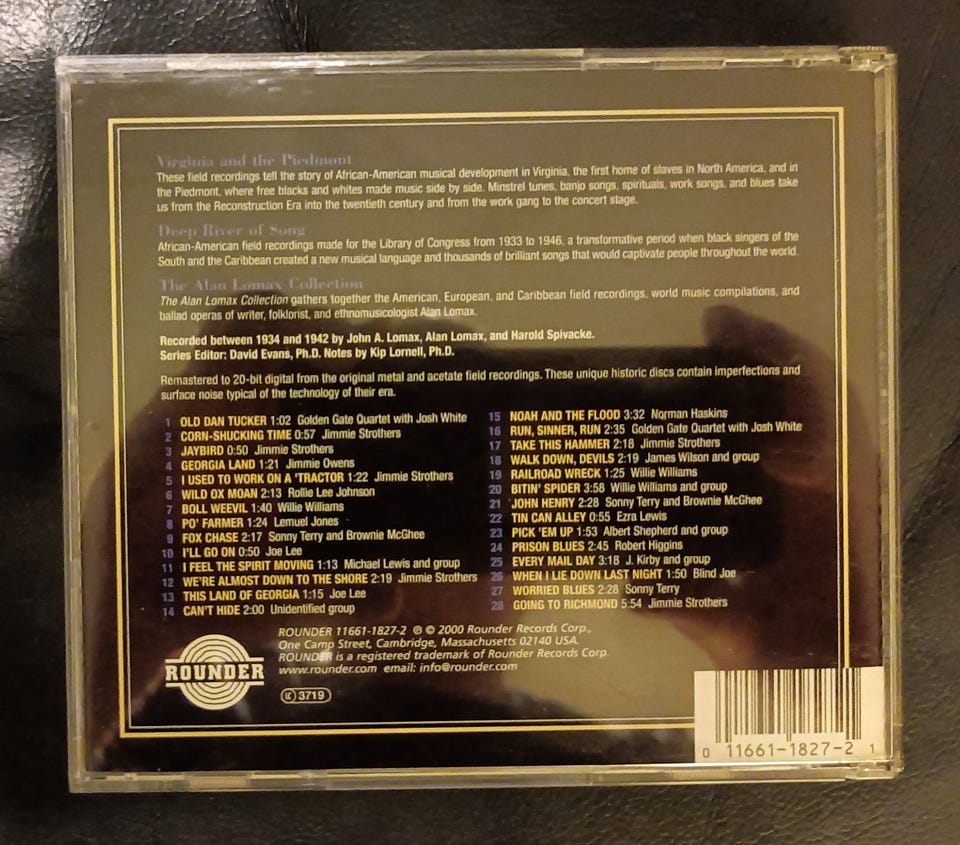 Virginia and the Piedmont
These field recordings tell the story of African-American musical development in Virginia, the first home of slaves in North America, and in
the Piedmont, where free blacks and whites made music side by side. Minstrel tunes, banjo songs, spirituals, work songs, and blues take
us from the Reconstruction Era into the twentieth century and from the work gang to the concert stage.
Deep River of Song
African-American field recordings made for the Library of Congress from 1933 to 1946, a transformative period when black singers of the
South and the Caribbean created a new musical language and thousands of brilliant songs that would captivate people throughout the world.
The Alan Lomax Collection
The Alan Lomax Collection gathers together the American, European, and Caribbean field recordings, world music compilations, and
ballad operas of writer, folklorist, and ethnomusicologist Alan Lomax.
Recorded between 1934 and 1942 by John A. Lomax, Alan Lomax, and Harold Spivacke.
Series Editor: David Evans, Ph.D. Notes by Kip Lornell, Ph.D.
Remastered to 20-bit digital from the original metal and acetate field recordings. These unique historic discs contain imperfections and
surface noise typical of the technology of their era.
1 OLD DAN TUCKER 1:02 Golden Gate Quartet with Josh White
2 CORN-SHUCKING TIME 0:57 Jimmie Strothers
3 JAYBIRD 0:50 Jimmie Strothers
4 GEORGIA LAND 1:21 Jimmie Owens
5 I USED TO WORK ON A 'TRACTOR 1:22 Jimmie Strothers
6 WILD OX MOAN 2:13 Rollie Lee Johnson
7 BOLL WEEVIL 1:40 Willie Williams
8 PO' FARMER 1:24 Lemuel Jones
9 FOX CHASE 2:17 Sonny Terry and Brownie McGhee
10 I'LL GO ON 0:50 Joe Lee
11 I FEEL THE SPIRIT MOVING 1:13 Michael Lewis and group
12 WE'RE ALMOST DOWN TO THE SHORE 2:19 Jimmie Strothers
13 THIS LAND OF GEORGIA 1:15 Joe Lee
14 CAN'T HIDE 2:00 Unidentified group
15 NOAH AND THE FLOOD 3:32 Norman Haskins
16 RUN, SINNER, RUN 2:35 Golden Gate Quartet with Josh White
17 TAKE THIS HAMMER 2:18 Jimmie Strothers
18 WALK DOWN, DEVILS 2:19 James Wilson and group
19 RAILROAD WRECK 1:25 Willie Williams
20 BITIN' SPIDER 3:58 Willie Williams and group
21 JOHN HENRY 2:28 Sonny Terry and Brownie McGhee
22 TIN CAN ALLEY 0:55 Ezra Lewis
23 PICK 'EM UP 1:53 Albert Shepherd and group
24 PRISON BLUES 2:45 Robert Higgins
25 EVERY MAIL DAY 3:18 J. Kirby and group
26 WHEN I LIE DOWN LAST NIGHT 1:50 Blind Joe
27 WORRIED BLUES 2:28 Sonny Terry
28 GOING TO RICHMOND 5:54 Jimmie Strothers
ROUNDER
ROUNDER 11661-1827-2 ℗ © 2000 Rounder Records Corp.,
One Camp Street, Cambridge, Massachusetts 02140 USA.
ROUNDER is a registered trademark of Rounder Records Corp.
www.rounder.com email: info@rounder.com
LC 3719
0 11661-1827-2 1